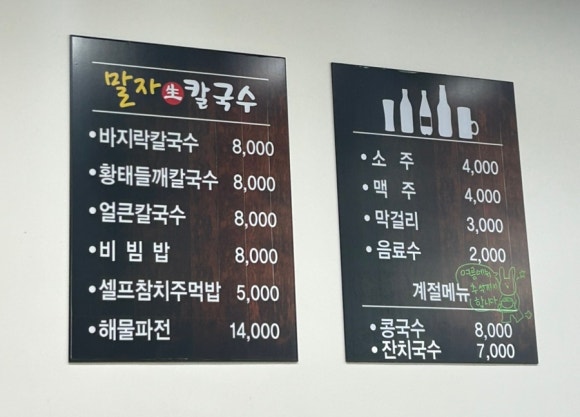 말자 生 칼국수
•바지락칼국수 8,000
•황태들깨칼국수 8,000
•얼큰칼국수 8,000
•비 빔 밥 8,000
•셀프참치주먹밥 5,000
•해물파전 14,000
•소 주 4,000
•맥 주 4,000
•막걸리 3,000
•음료수 2,000
계절메뉴
합니다
•콩국수 8,000
•잔치국수 7,000